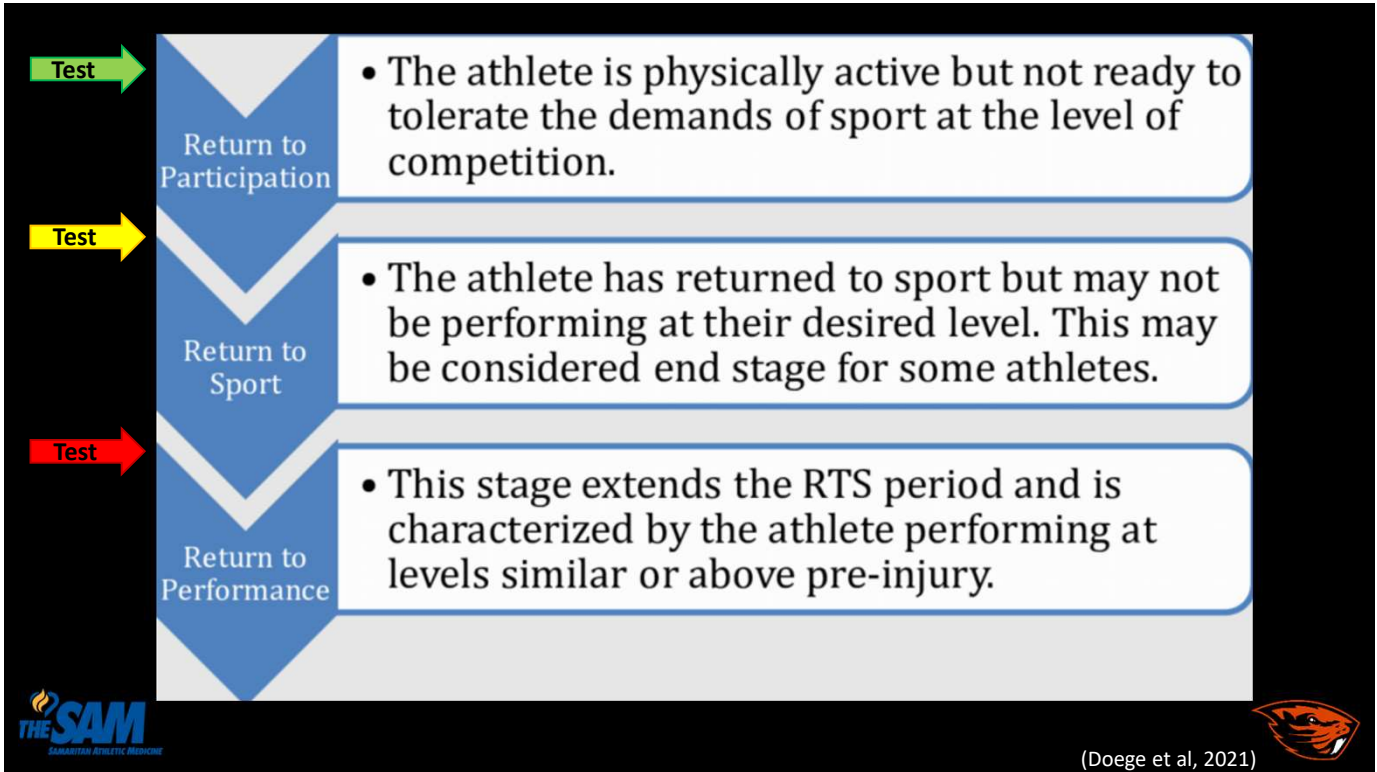 Test
Return to
Participation
• The athlete is physically active but not ready to
tolerate the demands of sport at the level of
competition.
Test
Return to
Sport
• The athlete has returned to sport but may not
be performing at their desired level. This may
be considered end stage for some athletes.
Test
Return to
Performance
• This stage extends the RTS period and is
characterized by the athlete performing at
levels similar or above pre-injury.
THE SAM
SAMARITAN ATHLETIC MEDICINE
(Doege et al, 2021)